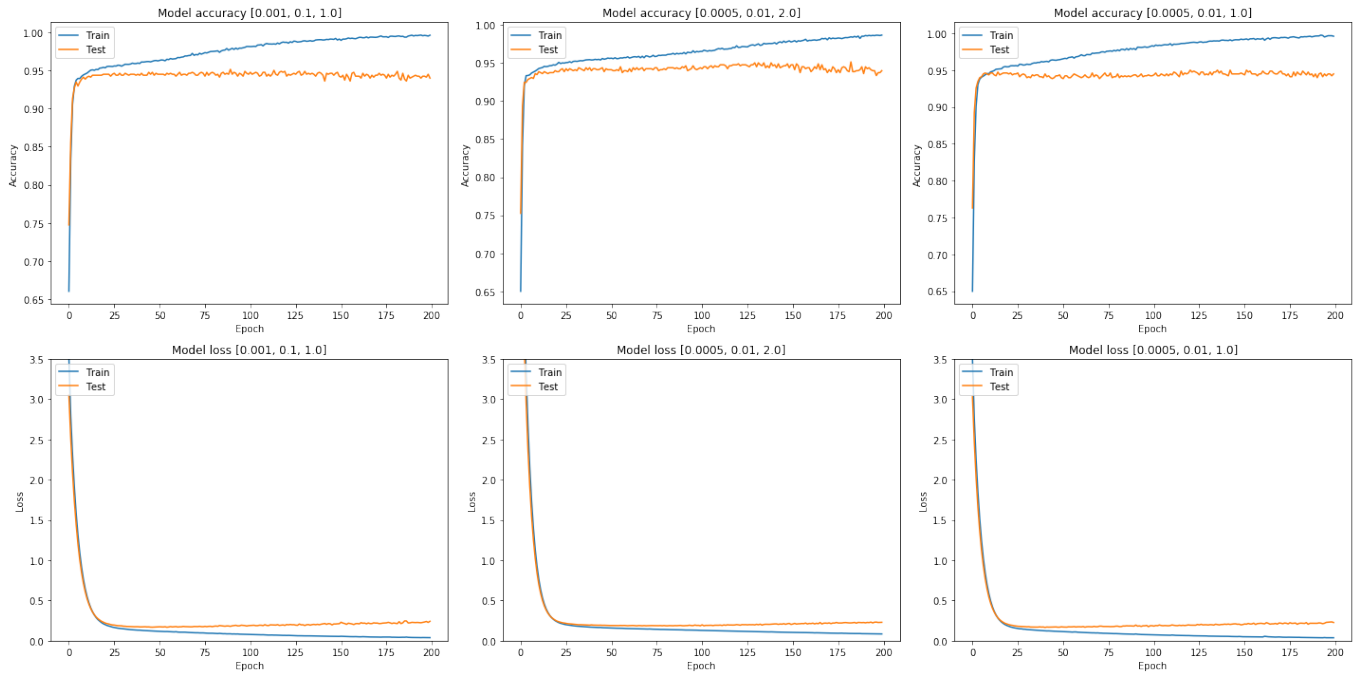 Model accuracy [0.001, 0.1, 1.0]
Train
Test
1.00
0.95
0.90
0.85
0.80
0.75
0.70
0.65
Accuracy
0 25 50 75 100 125 150 175 200
Epoch
Model accuracy [0.0005, 0.01, 2.0]
Train
Test
1.00
0.95
0.90
0.85
0.80
0.75
0.70
0.65
Accuracy
0 25 50 75 100 125 150 175 200
Epoch
Model accuracy [0.0005, 0.01, 1.0]
Train
Test
1.00
0.95
0.90
0.85
0.80
0.75
0.70
0.65
Accuracy
0 25 50 75 100 125 150 175 200
Epoch
Model loss [0.001, 0.1, 1.0]
Train
Test
3.5
3.0
2.5
2.0
1.5
1.0
0.5
0.0
Loss
0 25 50 75 100 125 150 175 200
Epoch
Model loss [0.0005, 0.01, 2.0]
Train
Test
3.5
3.0
2.5
2.0
1.5
1.0
0.5
0.0
Loss
0 25 50 75 100 125 150 175 200
Epoch
Model loss [0.0005, 0.01, 1.0]
Train
Test
3.5
3.0
2.5
2.0
1.5
1.0
0.5
0.0
Loss
0 25 50 75 100 125 150 175 200
Epoch